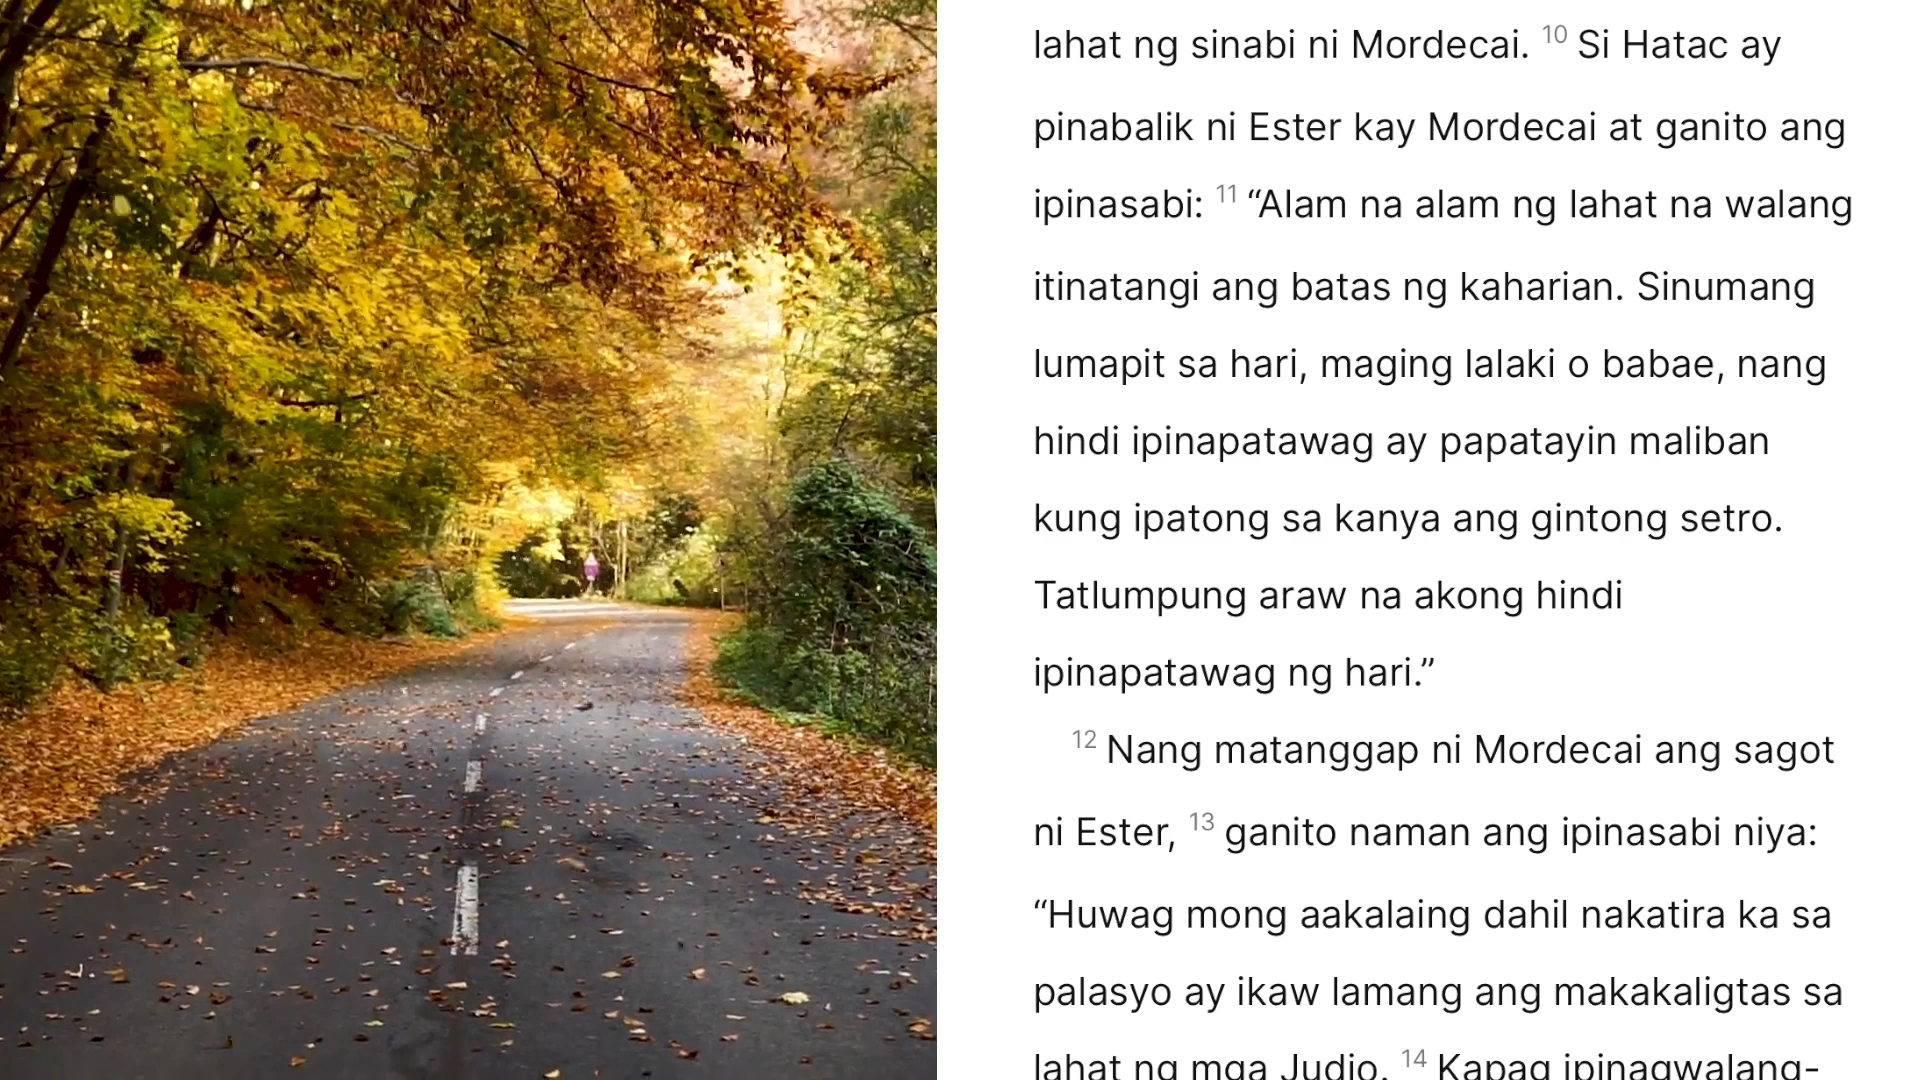 lahat ng sinabi ni Mordecai. 10 Si Hatac ay
pinabalik ni Ester kay Mordecai at ganito ang
ipinasabi: 11 “Alam na alam ng lahat na walang
itinatangi ang batas ng kaharian. Sinumang
lumapit sa hari, maging lalaki o babae, nang
hindi ipinapatawag ay papatayin maliban
kung ipatong sa kanya ang gintong setro.
Tatlumpung araw na akong hindi
ipinapatawag ng hari.”
12 Nang matanggap ni Mordecai ang sagot
ni Ester, 13 ganito naman ang ipinasabi niya:
“Huwag mong aakalaing dahil nakatira ka sa
palasyo ay ikaw lamang ang makakaligtas sa
lahat ng mga Judio. 14 Kapag ipinagwalang-